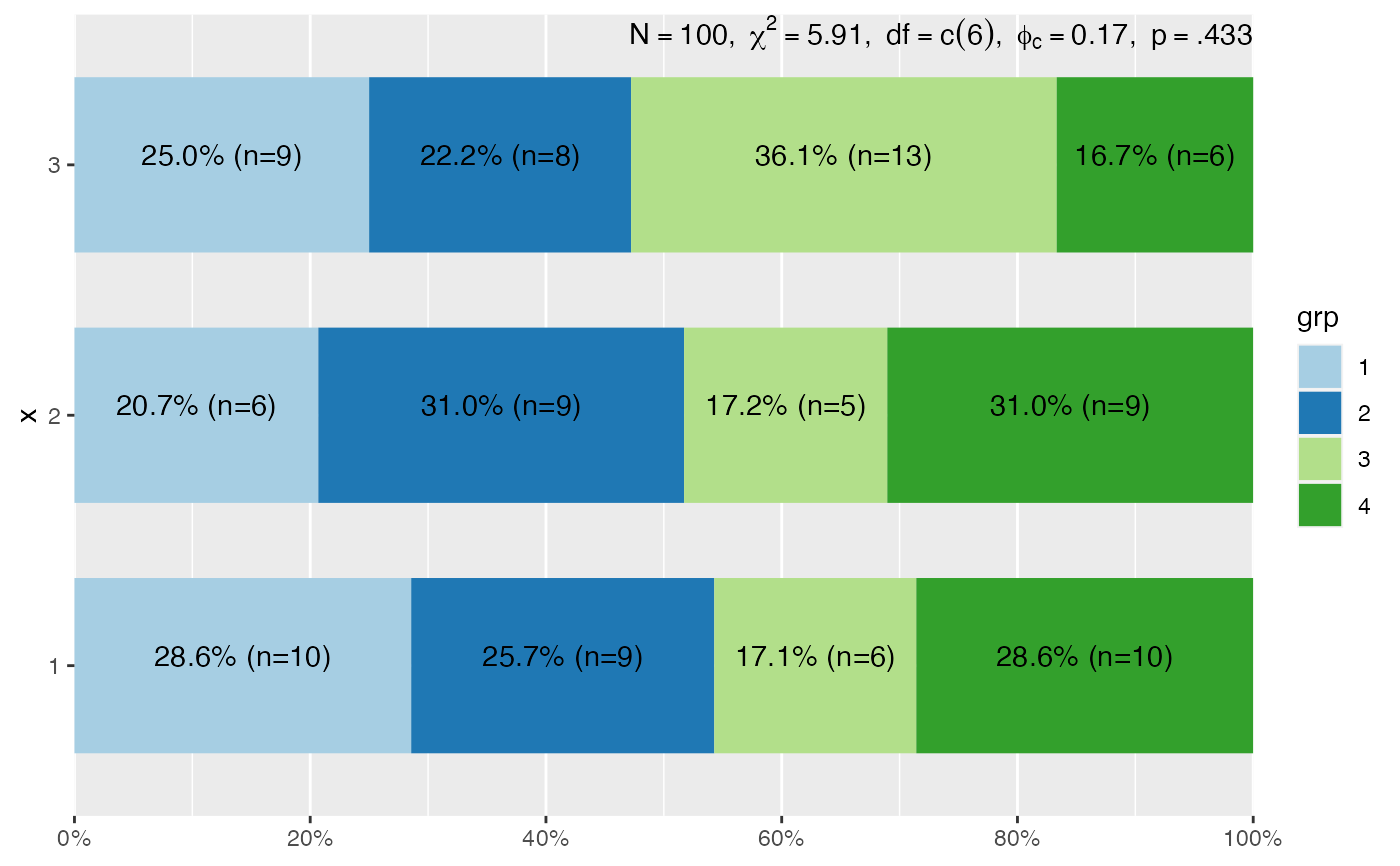 N = 100, χ² = 5.91, df = c(6), ϕc = 0.17, p = .433
3
25.0% (n=9) 22.2% (n=8) 36.1% (n=13) 16.7% (n=6)
x
2
20.7% (n=6) 31.0% (n=9) 17.2% (n=5) 31.0% (n=9)
1
28.6% (n=10) 25.7% (n=9) 17.1% (n=6) 28.6% (n=10)
0% 20% 40% 60% 80% 100%
grp
1
2
3
4